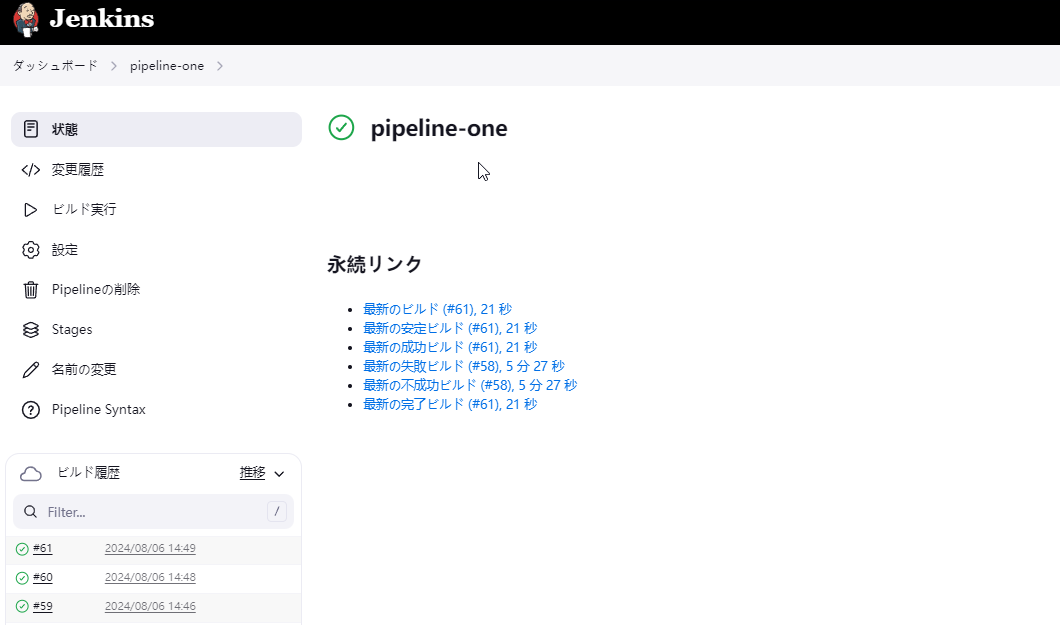 Jenkins
ダッシュボード > pipeline-one >
状態
変更履歴
ビルド実行
設定
Pipelineの削除
Stages
名前の変更
Pipeline Syntax
ビルド履歴 推移
Filter... /
#61 2024/08/06 14:49
#60 2024/08/06 14:48
#59 2024/08/06 14:46
pipeline-one
永続リンク
最新のビルド (#61), 21 秒
最新の安定ビルド (#61), 21 秒
最新の成功ビルド (#61), 21 秒
最新の失敗ビルド (#58), 5 分 27 秒
最新の不成功ビルド (#58), 5 分 27 秒
最新の完了ビルド (#61), 21 秒